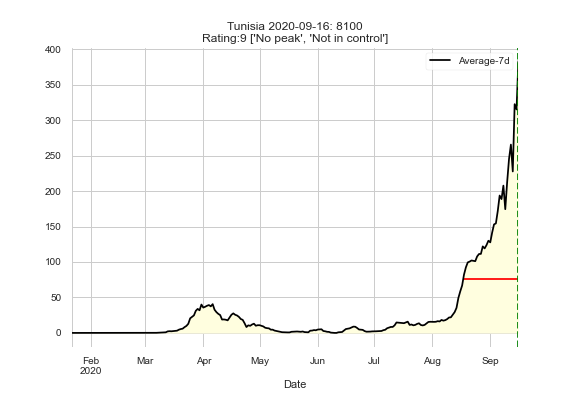 Tunisia 2020-09-16: 8100
Rating:9 ['No peak', 'Not in control']
Average-7d
400
350
300
250
200
150
100
50
0
Feb Mar Apr May Jun Jul Aug Sep
2020
Date